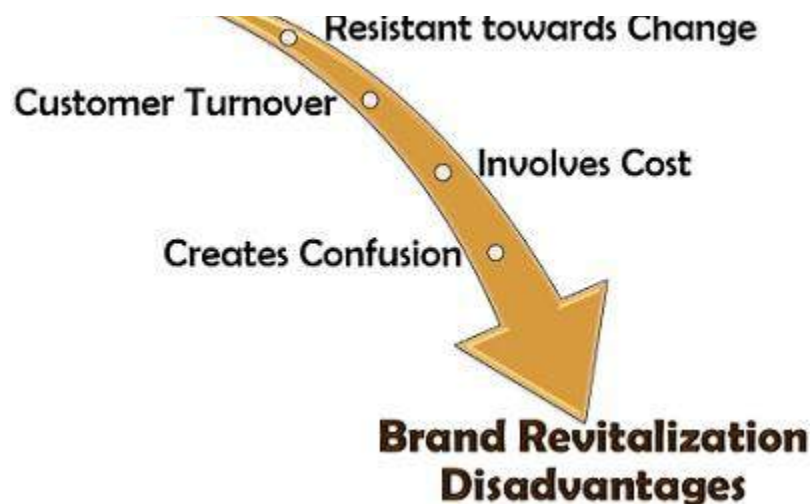 Resistant towards Change
Customer Turnover
Involves Cost
Creates Confusion
Brand Revitalization
Disadvantages